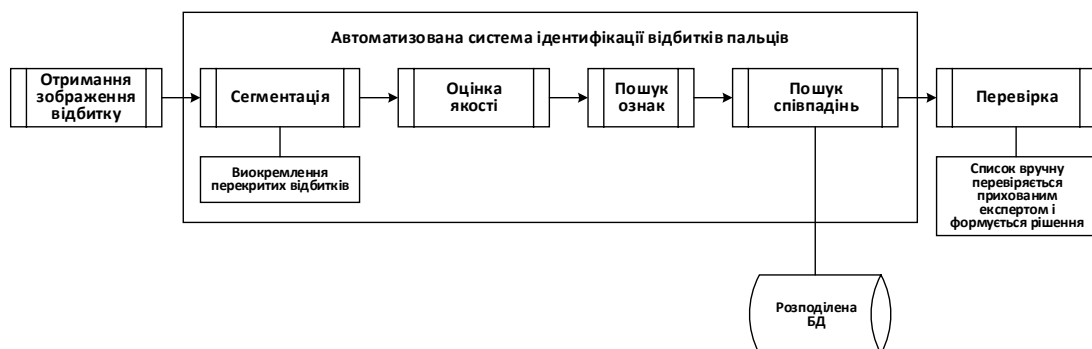 Автоматизована система ідентифікації відбитків пальців
Отримання
зображення
відбитку
Сегментація
Оцінка
якості
Пошук
ознак
Пошук
співпадінь
Перевірка
Виокремлення
перекритих відбитків
Список вручну
перевіряється
прихованим
експертом і
формується рішення
Розподілена
БД